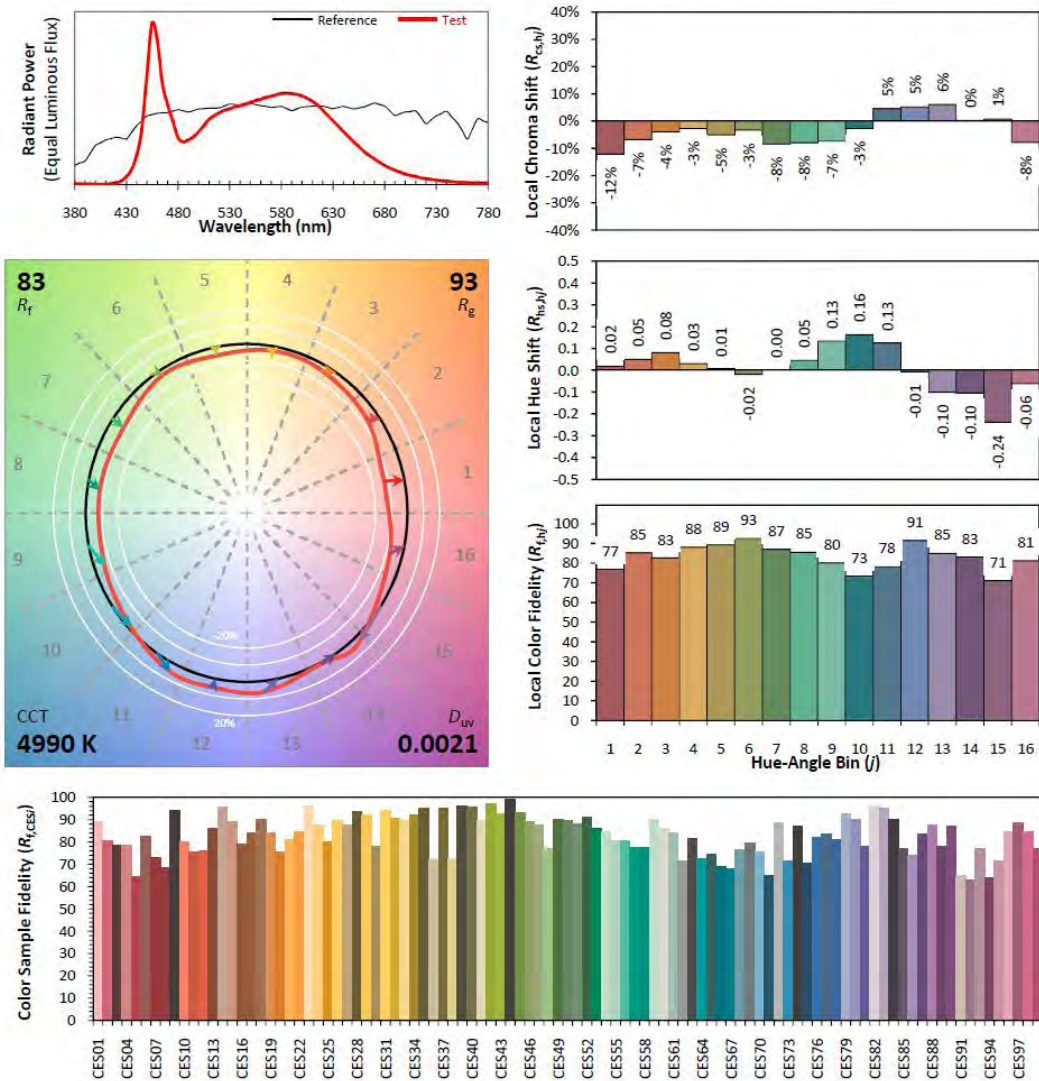 Reference
Test
Radiant Power
(Equal Luminous Flux)
380 430 480 530 580 630 680 730 780
Wavelength (nm)
40%
30%
20%
10%
0%
-10%
-20%
-30%
-40%
Local Chroma Shift (Rcs,hj)
-12% -7% -4% -3% -5% -3% -8% -8% -7% -3% 5% 5% 6% 0% 1% -8%
83
Rf
93
Rg
1
2
3
4
5
6
7
8
9
10
11
12
13
15
16
-20%
20%
CCT
4990 K
Duv
0.0021
0.5
0.4
0.3
0.2
0.1
0.0
-0.1
-0.2
-0.3
-0.4
-0.5
Local Hue Shift (Rhs,hj)
0.02 0.05 0.08 0.03 0.01 -0.02 0.00 0.05 0.13 0.16 0.13 -0.01 -0.10 -0.10 -0.24 -0.06
100
90
80
70
60
50
40
30
20
10
0
Local Color Fidelity (Rf,hj)
77 85 83 88 89 93 87 85 80 73 78 91 85 83 71 81
1 2 3 4 5 6 7 8 9 10 11 12 13 14 15 16
Hue-Angle Bin (j)
100
90
80
70
60
50
40
30
20
10
0
Color Sample Fidelity (Rf,CESi)
CES01 CES04 CES07 CES10 CES13 CES16 CES19 CES22 CES25 CES28 CES31 CES34 CES37 CES40 CES43 CES46 CES49 CES52 CES55 CES58 CES61 CES64 CES67 CES70 CES73 CES76 CES79 CES82 CES85 CES88 CES91 CES94 CES97